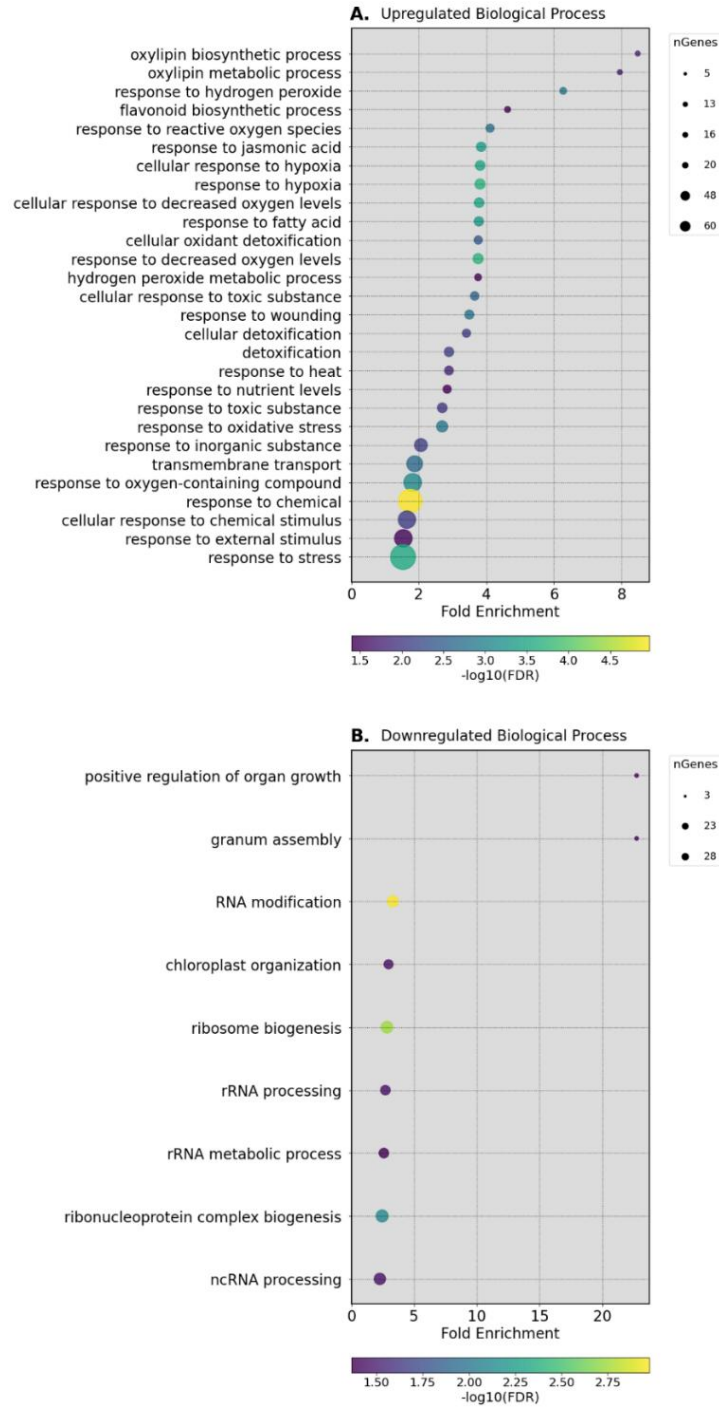 A. Upregulated Biological Process
oxylipin biosynthetic process
oxylipin metabolic process
response to hydrogen peroxide
flavonoid biosynthetic process
response to reactive oxygen species
response to jasmonic acid
cellular response to hypoxia
response to hypoxia
cellular response to decreased oxygen levels
response to fatty acid
cellular oxidant detoxification
response to decreased oxygen levels
hydrogen peroxide metabolic process
cellular response to toxic substance
response to wounding
cellular detoxification
detoxification
response to heat
response to nutrient levels
response to toxic substance
response to oxidative stress
response to inorganic substance
transmembrane transport
response to oxygen-containing compound
response to chemical
cellular response to chemical stimulus
response to external stimulus
response to stress
0 2 4 6 8
Fold Enrichment
nGenes
5
13
16
20
48
60
1.5 2.0 2.5 3.0 3.5 4.0 4.5
-log10(FDR)
B. Downregulated Biological Process
positive regulation of organ growth
granum assembly
RNA modification
chloroplast organization
ribosome biogenesis
rRNA processing
rRNA metabolic process
ribonucleoprotein complex biogenesis
ncRNA processing
0 5 10 15 20
Fold Enrichment
nGenes
3
23
28
1.50 1.75 2.00 2.25 2.50 2.75
-log10(FDR)